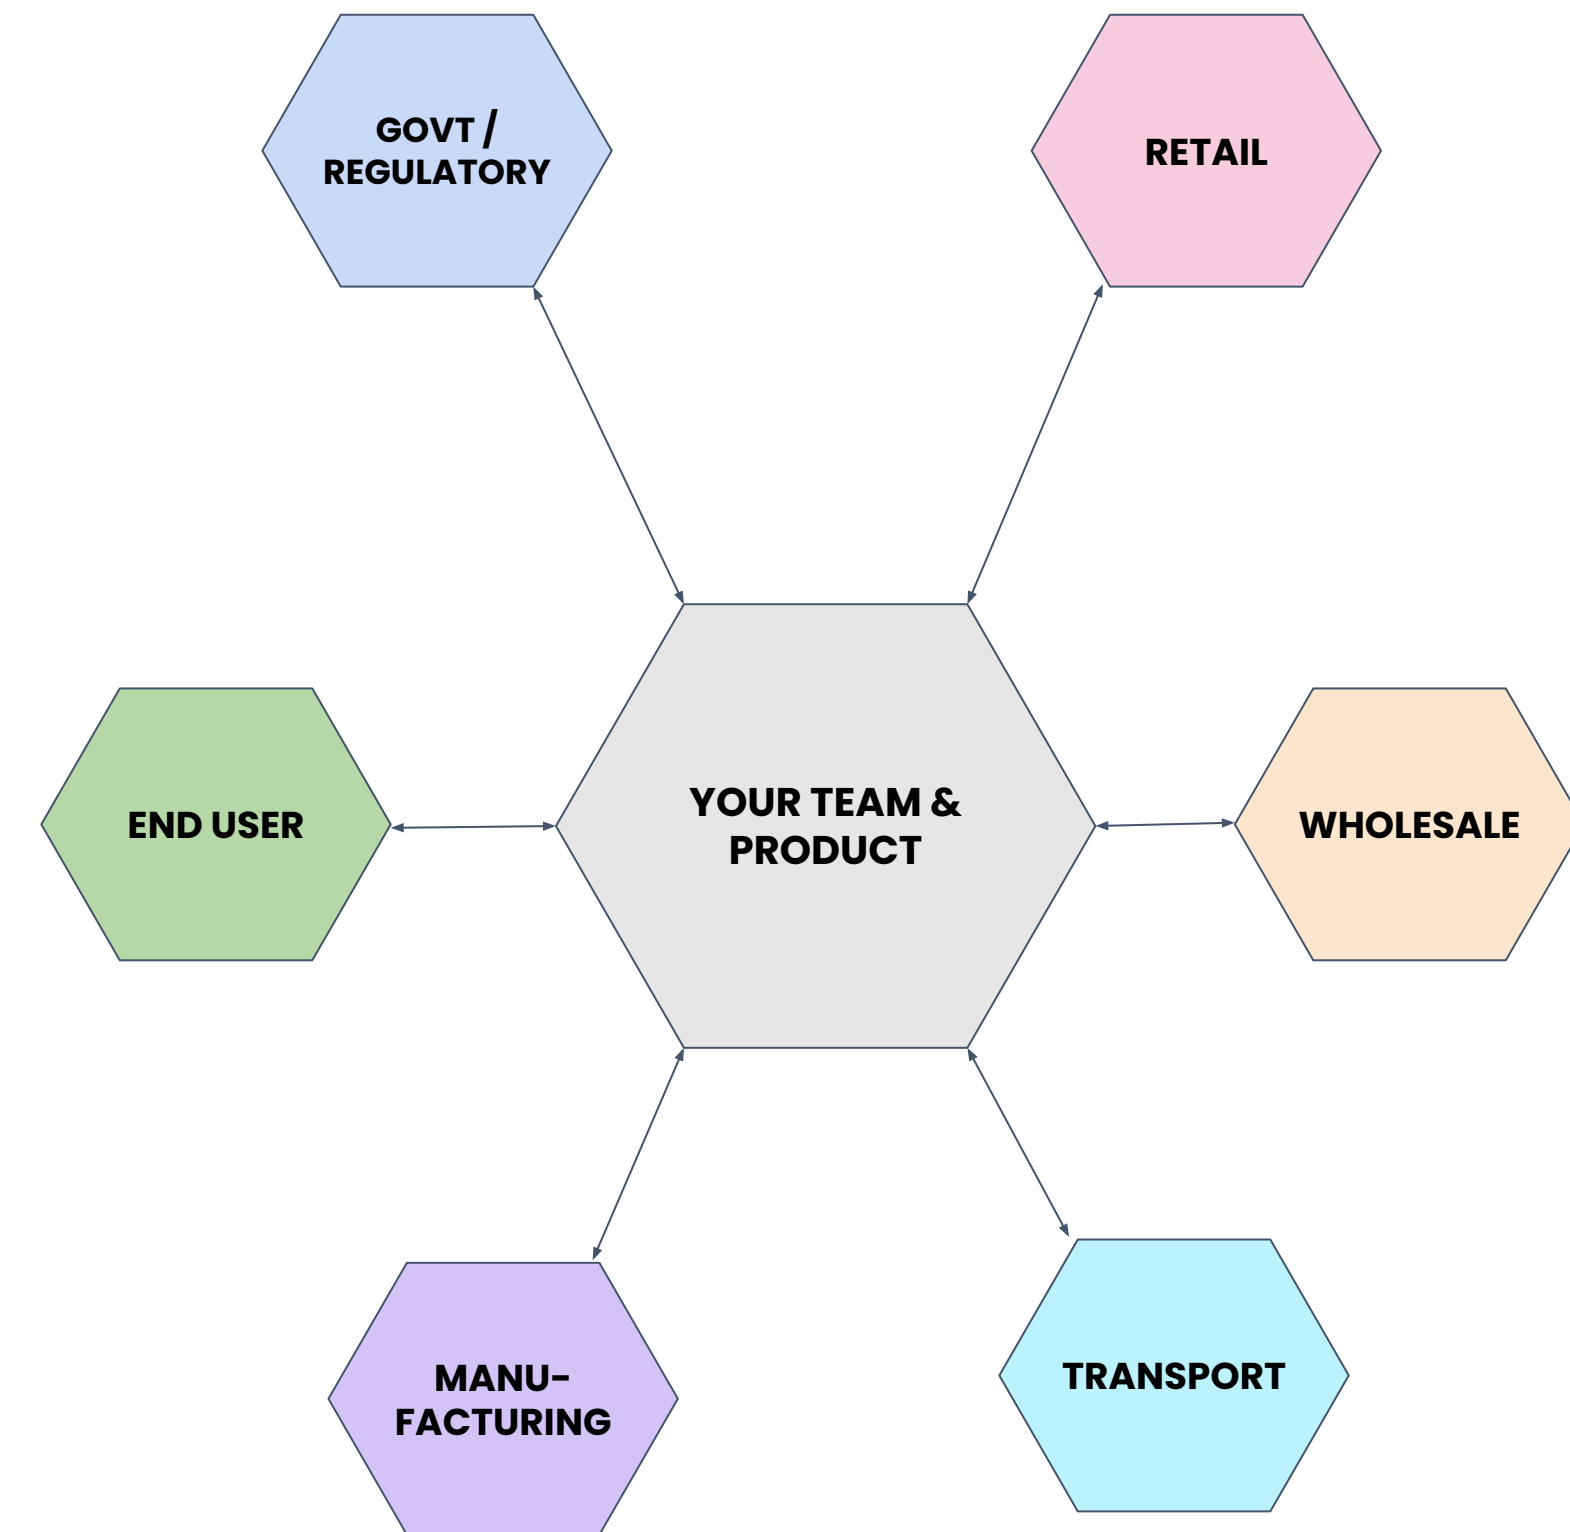 GOVT /
REGULATORY
RETAIL
YOUR TEAM &
PRODUCT
END USER
WHOLESALE
MANU-
FACTURING
TRANSPORT